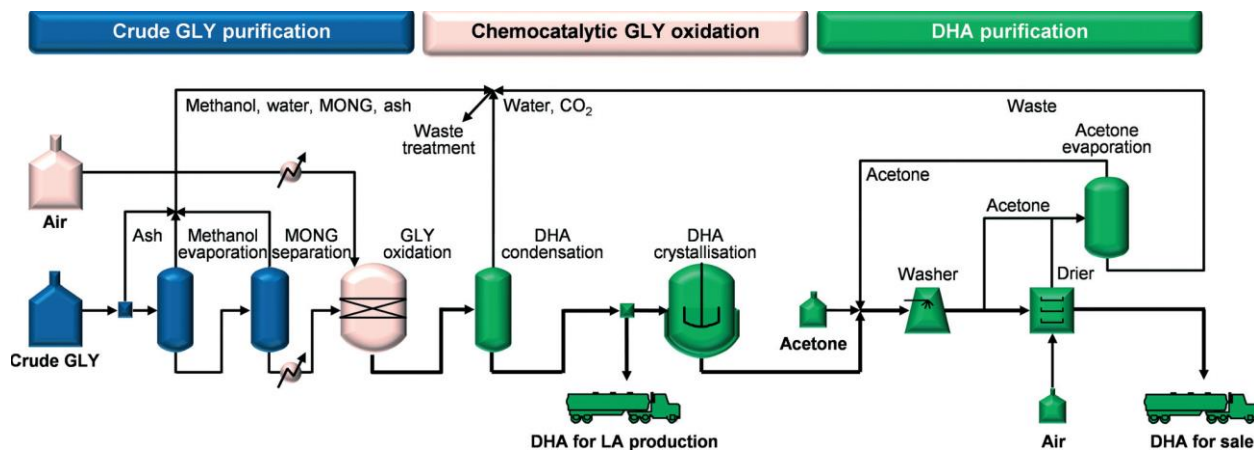 Crude GLY purification
Chemocatalytic GLY oxidation
DHA purification
Methanol, water, MONG, ash
Water, CO₂
Waste
Waste
treatment
Acetone
evaporation
Acetone
Air
Acetone
Ash
Methanol
evaporation
MONG
separation
GLY
oxidation
DHA
condensation
DHA
crystallisation
Washer
Drier
Crude GLY
Acetone
DHA for LA production
Air
DHA for sale